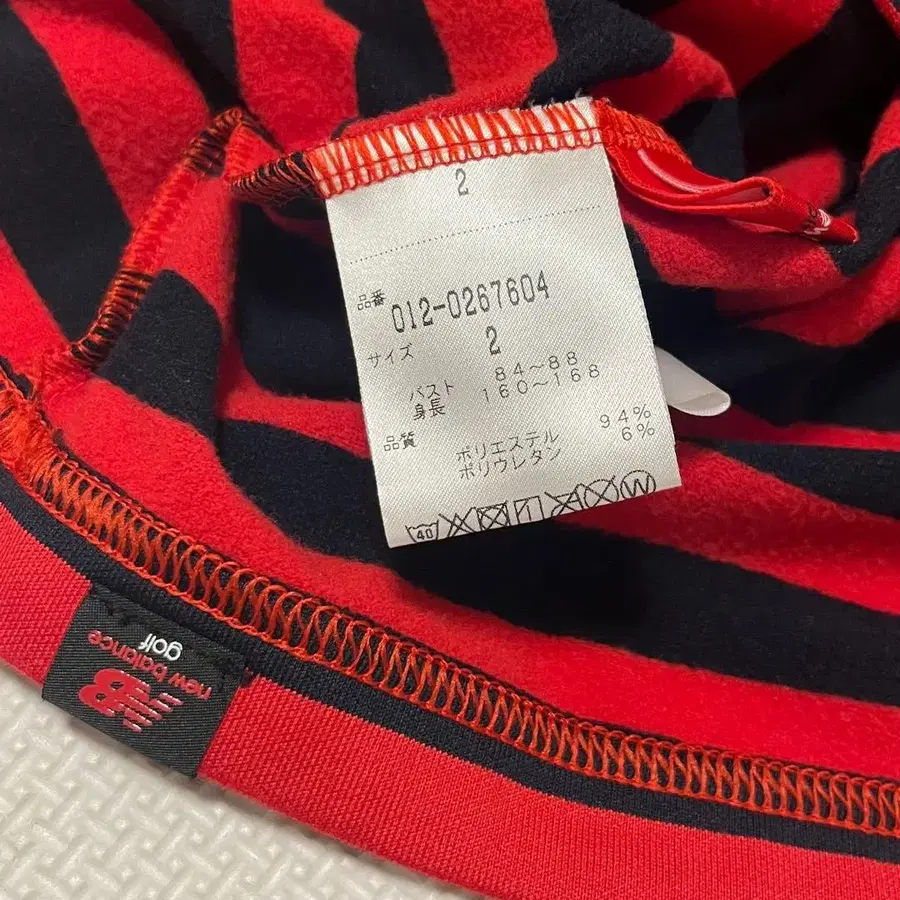 2
品番
012-0267604
サイズ 2
バスト 84~88
身長 160~168
品質
ポリエステル 94%
ポリウレタン 6%
40
W
new balance
golf